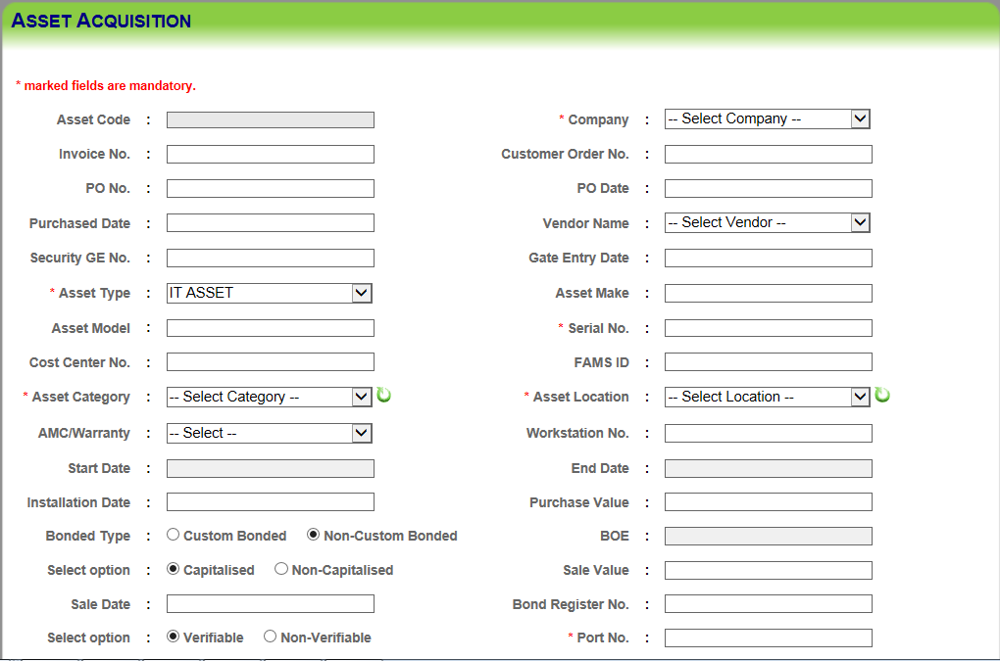 ASSET ACQUISITION
* marked fields are mandatory.
Asset Code : * Company : -- Select Company --
Invoice No. : Customer Order No. :
PO No. : PO Date :
Purchased Date : Vendor Name : -- Select Vendor --
Security GE No. : Gate Entry Date :
* Asset Type : IT ASSET Asset Make :
Asset Model : * Serial No. :
Cost Center No. : FAMS ID :
* Asset Category : -- Select Category -- * Asset Location : -- Select Location --
AMC/Warranty : -- Select -- Workstation No. :
Start Date : End Date :
Installation Date : Purchase Value :
Bonded Type : Custom Bonded Non-Custom Bonded BOE :
Select option : Capitalised Non-Capitalised Sale Value :
Sale Date : Bond Register No. :
Select option : Verifiable Non-Verifiable * Port No. :